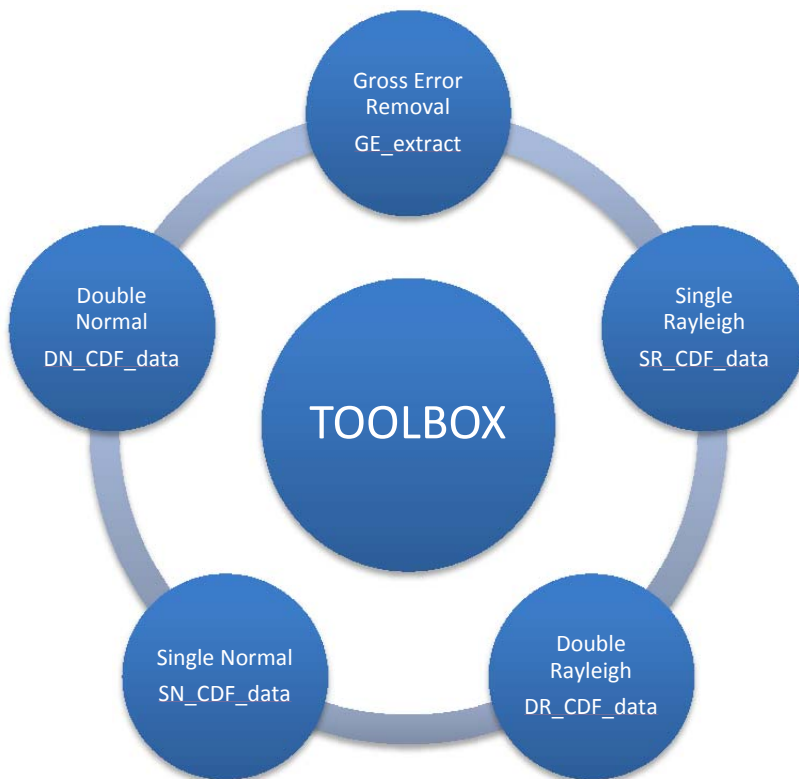 Gross Error
Removal
GE_extract
Single
Rayleigh
SR_CDF_data
Double
Rayleigh
DR_CDF_data
Single Normal
SN_CDF_data
Double
Normal
DN_CDF_data
TOOLBOX